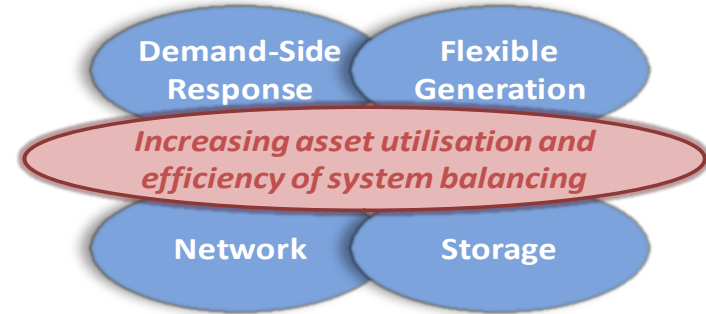 Demand-Side
Response
Flexible
Generation
Increasing asset utilisation and
efficiency of system balancing
Network
Storage